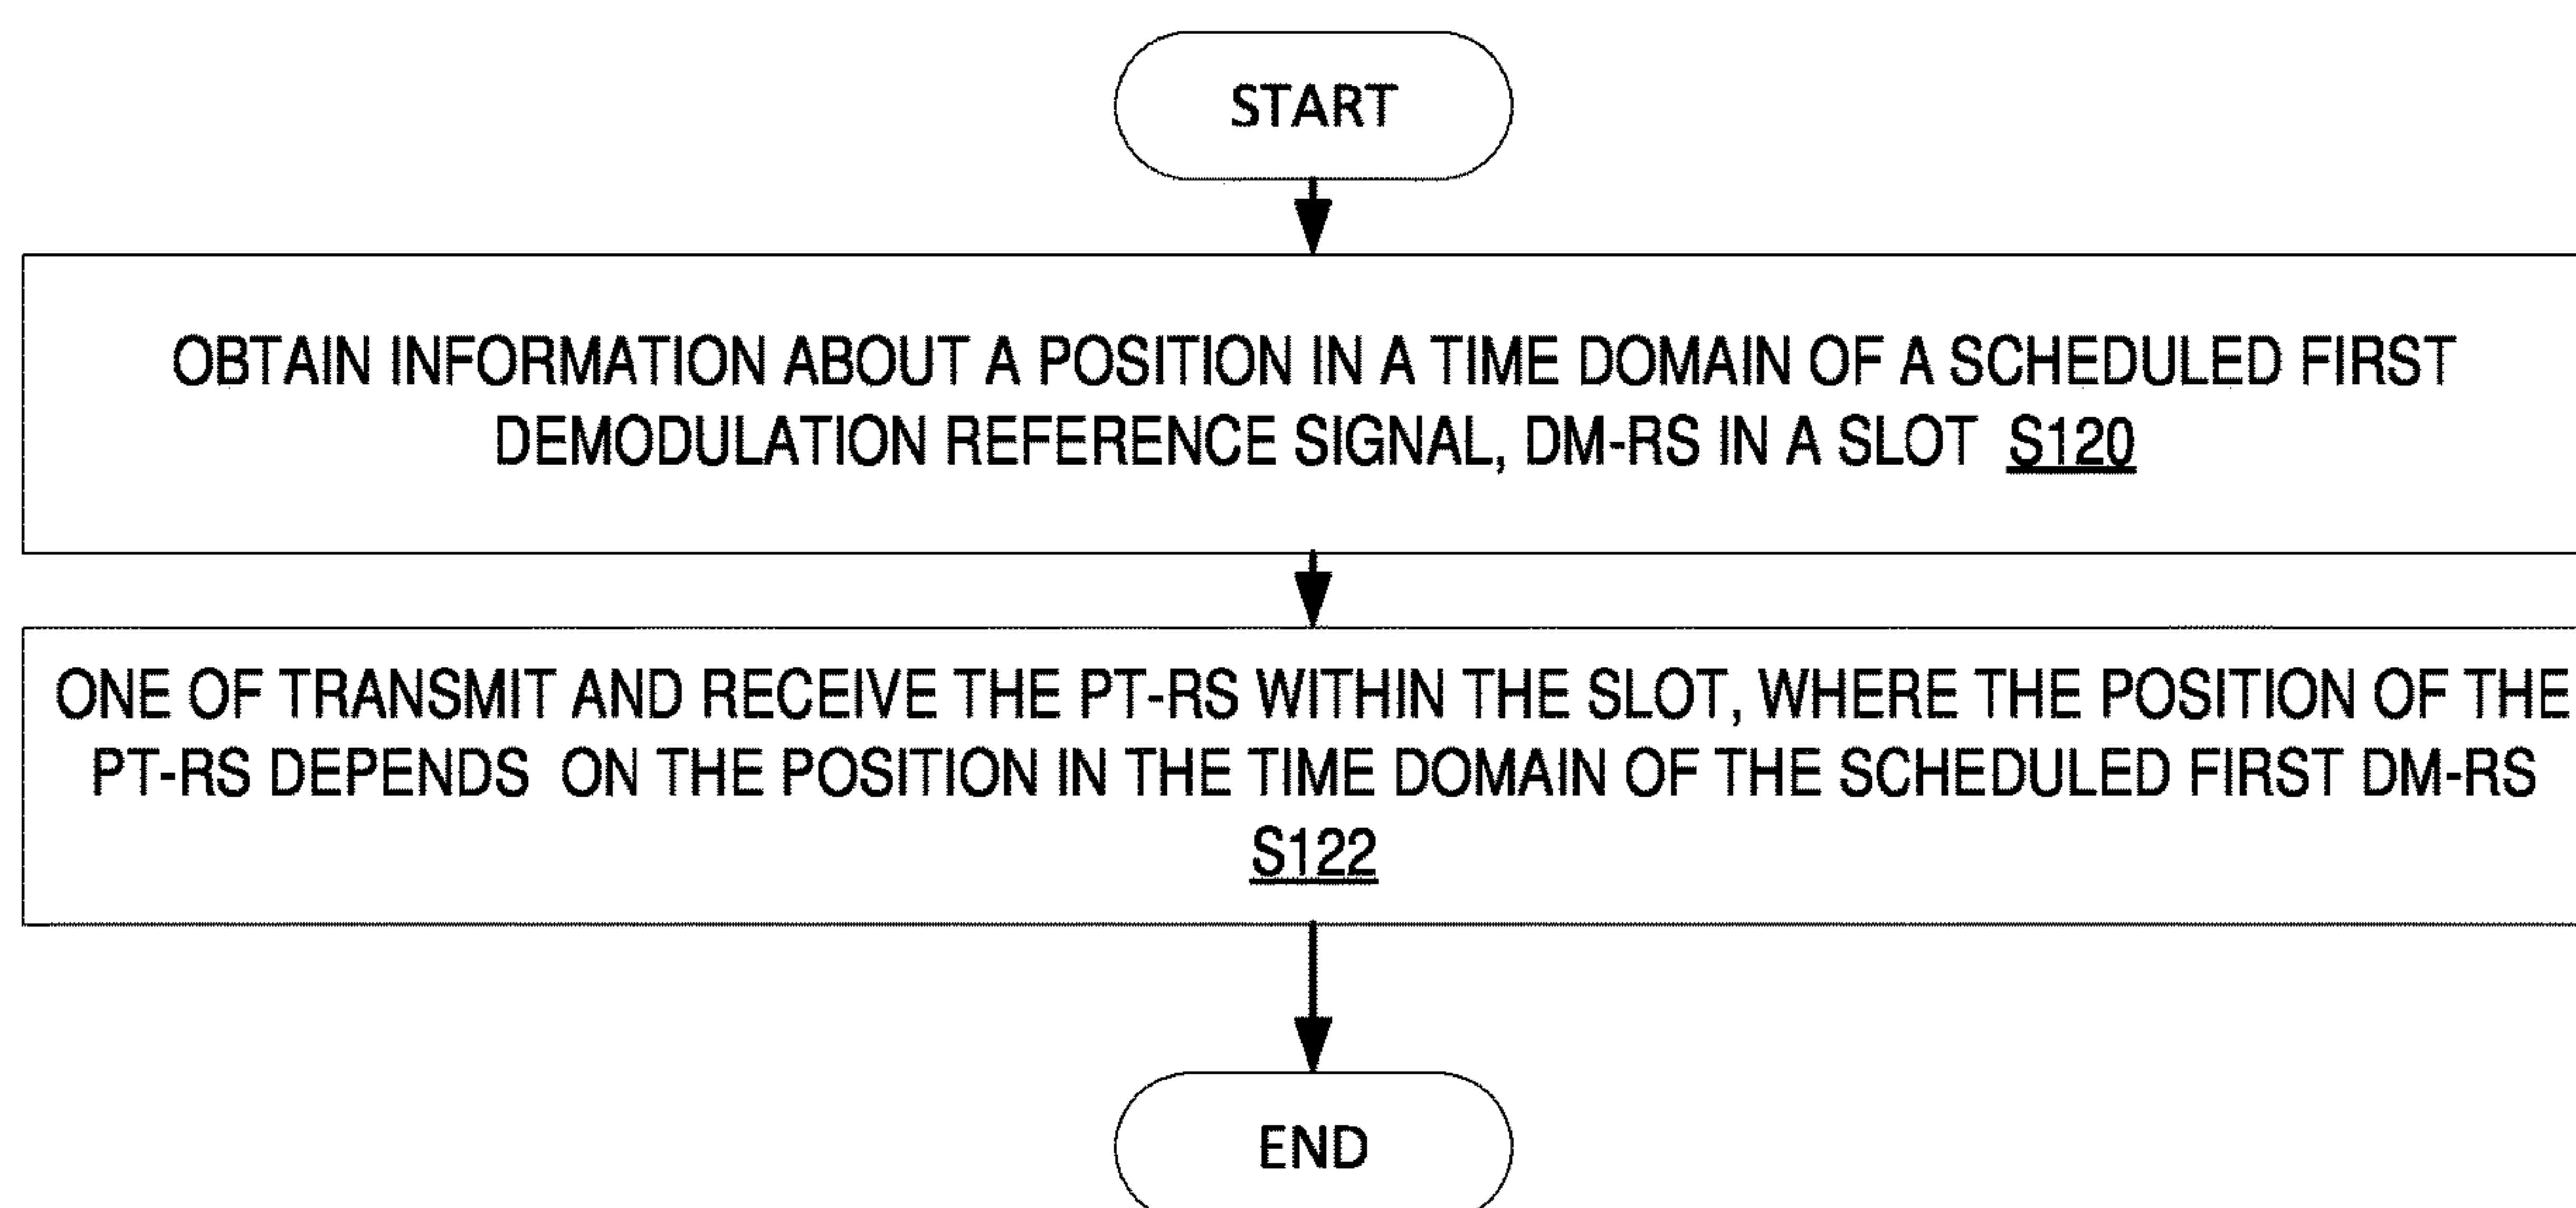 START
OBTAIN INFORMATION ABOUT A POSITION IN A TIME DOMAIN OF A SCHEDULED FIRST
DEMODULATION REFERENCE SIGNAL, DM-RS IN A SLOT S120
ONE OF TRANSMIT AND RECEIVE THE PT-RS WITHIN THE SLOT, WHERE THE POSITION OF THE
PT-RS DEPENDS ON THE POSITION IN THE TIME DOMAIN OF THE SCHEDULED FIRST DM-RS
S122
END